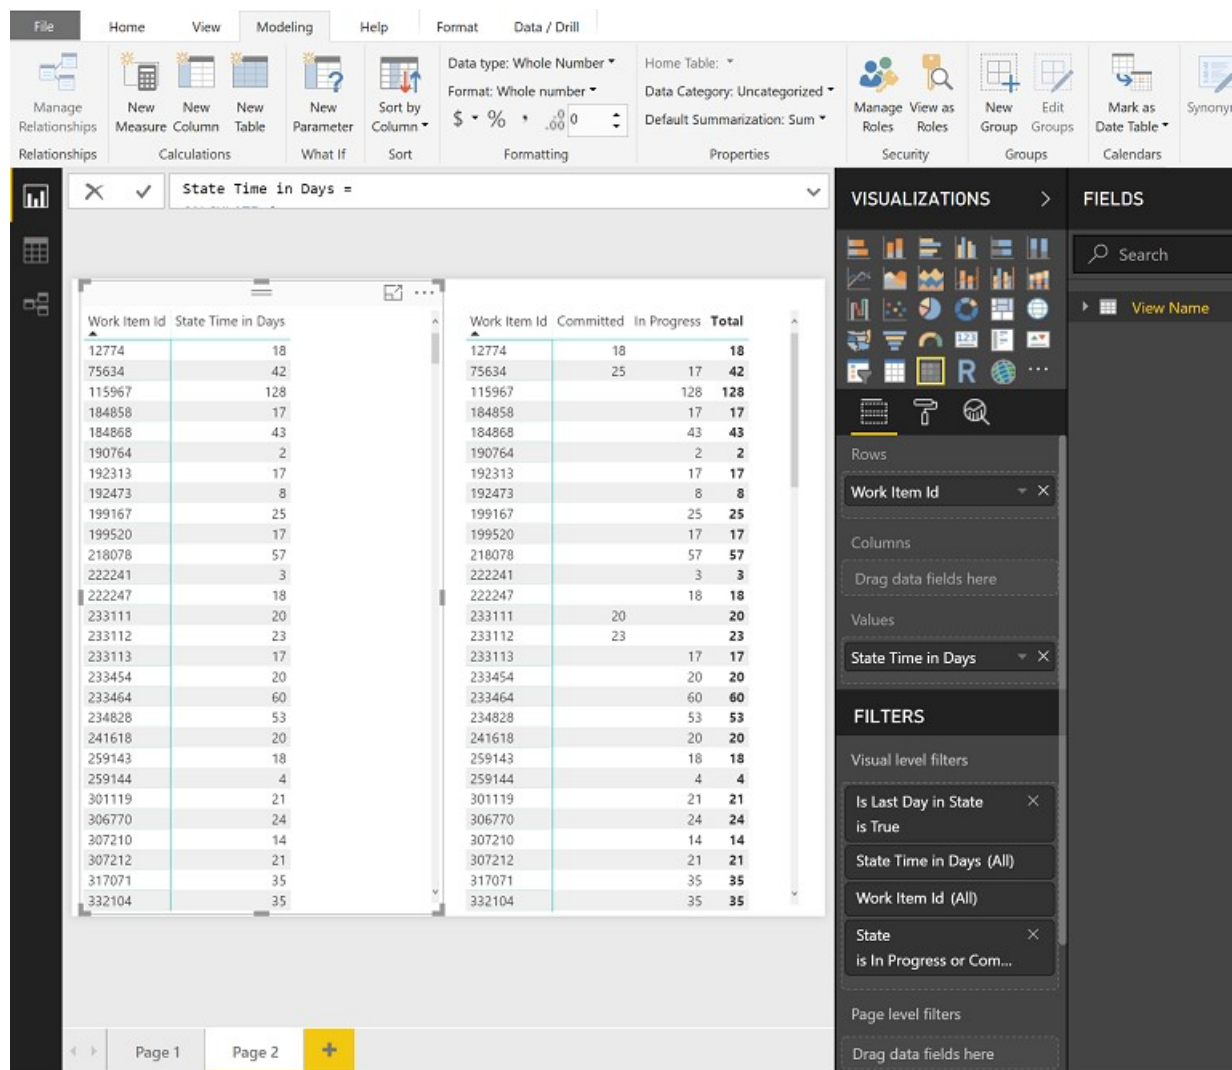 File Home View Modeling Help Format Data / Drill
Data type: Whole Number Home Table:
Format: Whole number Data Category: Uncategorized
$ % , .00 0 Default Summarization: Sum
Manage New New New New Sort by Manage View as New Edit Mark as
Relationships Measure Column Table Parameter Column Roles Roles Group Groups Date Table
Relationships Calculations What If Sort Formatting Properties Security Groups Calendars
State Time in Days =
VISUALIZATIONS
FIELDS
Search
View Name
Work Item Id State Time in Days
12774 18
75634 42
115967 128
184858 17
184868 43
190764 2
192313 17
192473 8
199167 25
199520 17
218078 57
222241 3
222247 18
233111 20
233112 23
233113 17
233454 20
233464 60
234828 53
241618 20
259143 18
259144 4
301119 21
306770 24
307210 14
307212 21
317071 35
332104 35
Work Item Id Committed In Progress Total
12774 18 18
75634 25 17 42
115967 128 128
184858 17 17
184868 43 43
190764 2 2
192313 17 17
192473 8 8
199167 25 25
199520 17 17
218078 57 57
222241 3 3
222247 18 18
233111 20 20
233112 23 23
233113 17 17
233454 20 20
233464 60 60
234828 53 53
241618 20 20
259143 18 18
259144 4 4
301119 21 21
306770 24 24
307210 14 14
307212 21 21
317071 35 35
332104 35 35
123
R
Rows
Work Item Id
Columns
Drag data fields here
Values
State Time in Days
FILTERS
Visual level filters
Is Last Day in State
is True
State Time in Days (All)
Work Item Id (All)
State
is In Progress or Com...
Page level filters
Drag data fields here
Page 1 Page 2 +